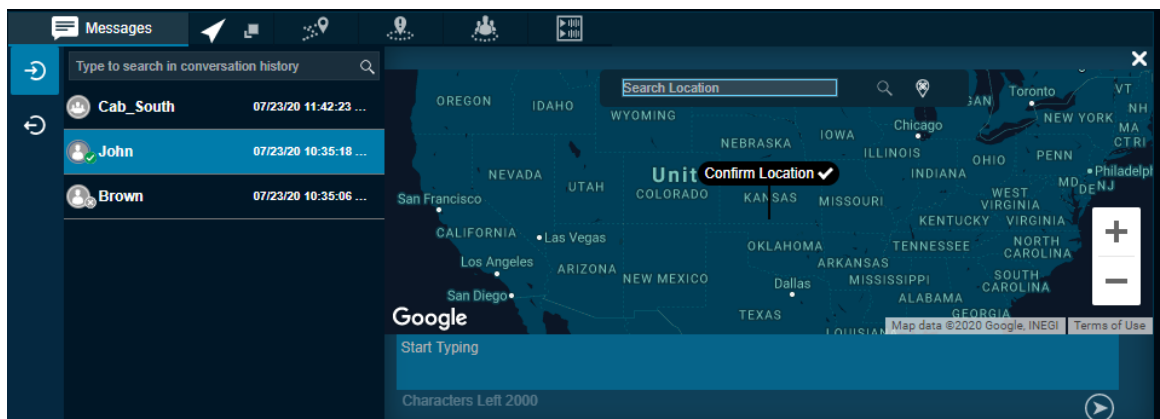 Messages
Type to search in conversation history
Cab_South 07/23/20 11:42:23 ...
John 07/23/20 10:35:18 ...
Brown 07/23/20 10:35:06 ...
Search Location
OREGON
IDAHO
WYOMING
Toronto
VT
NH
NEW YORK
MA
CT RI
Chicago
IOWA
NEBRASKA
ILLINOIS
OHIO
PENN
Philadelp
NEVADA
UTAH
Unit
Confirm Location
INDIANA
MD
DE NJ
San Francisco
COLORADO
KANSAS
MISSOURI
WEST
VIRGINIA
KENTUCKY
VIRGINIA
CALIFORNIA
Las Vegas
OKLAHOMA
TENNESSEE
NORTH
CAROLINA
Los Angeles
ARIZONA
NEW MEXICO
ARKANSAS
MISSISSIPPI
SOUTH
CAROLINA
San Diego
Dallas
ALABAMA
TEXAS
GEORGIA
Google
Map data ©2020 Google, INEGI
Terms of Use
Start Typing
Characters Left 2000